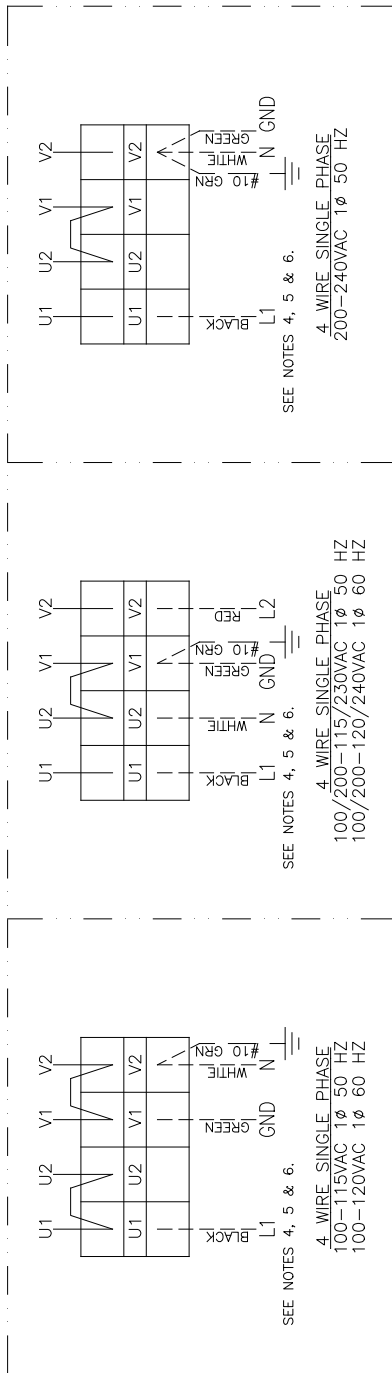 U1 U2 V1 V2
U1 U2 V1 V2
BLACK WHTIE GREEN
#10 GRN
L1 N GND
SEE NOTES 4, 5 & 6.
4 WIRE SINGLE PHASE
200-240VAC 1ø 50 HZ
U1 U2 V1 V2
U1 U2 V1 V2
BLACK WHTIE GREEN RED
#10 GRN
L1 N GND L2
SEE NOTES 4, 5 & 6.
4 WIRE SINGLE PHASE
100/200-115/230VAC 1ø 50 HZ
100/200-120/240VAC 1ø 60 HZ
U1 U2 V1 V2
U1 U2 V1 V2
BLACK GREEN WHTIE
#10 GRN
L1 GND N
SEE NOTES 4, 5 & 6.
4 WIRE SINGLE PHASE
100-115VAC 1ø 50 HZ
100-120VAC 1ø 60 HZ